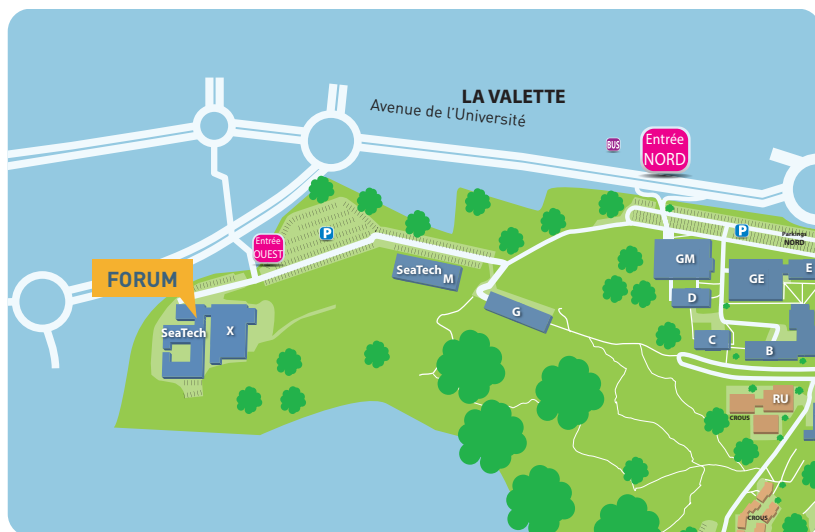 LA VALETTE
Avenue de l'Université
BUS
Entrée
NORD
P
Parkings
NORD
Entrée
OUEST
P
FORUM
SeaTech
M
GM
GE
E
D
G
SeaTech
X
C
B
RU
CROUS
CROUS